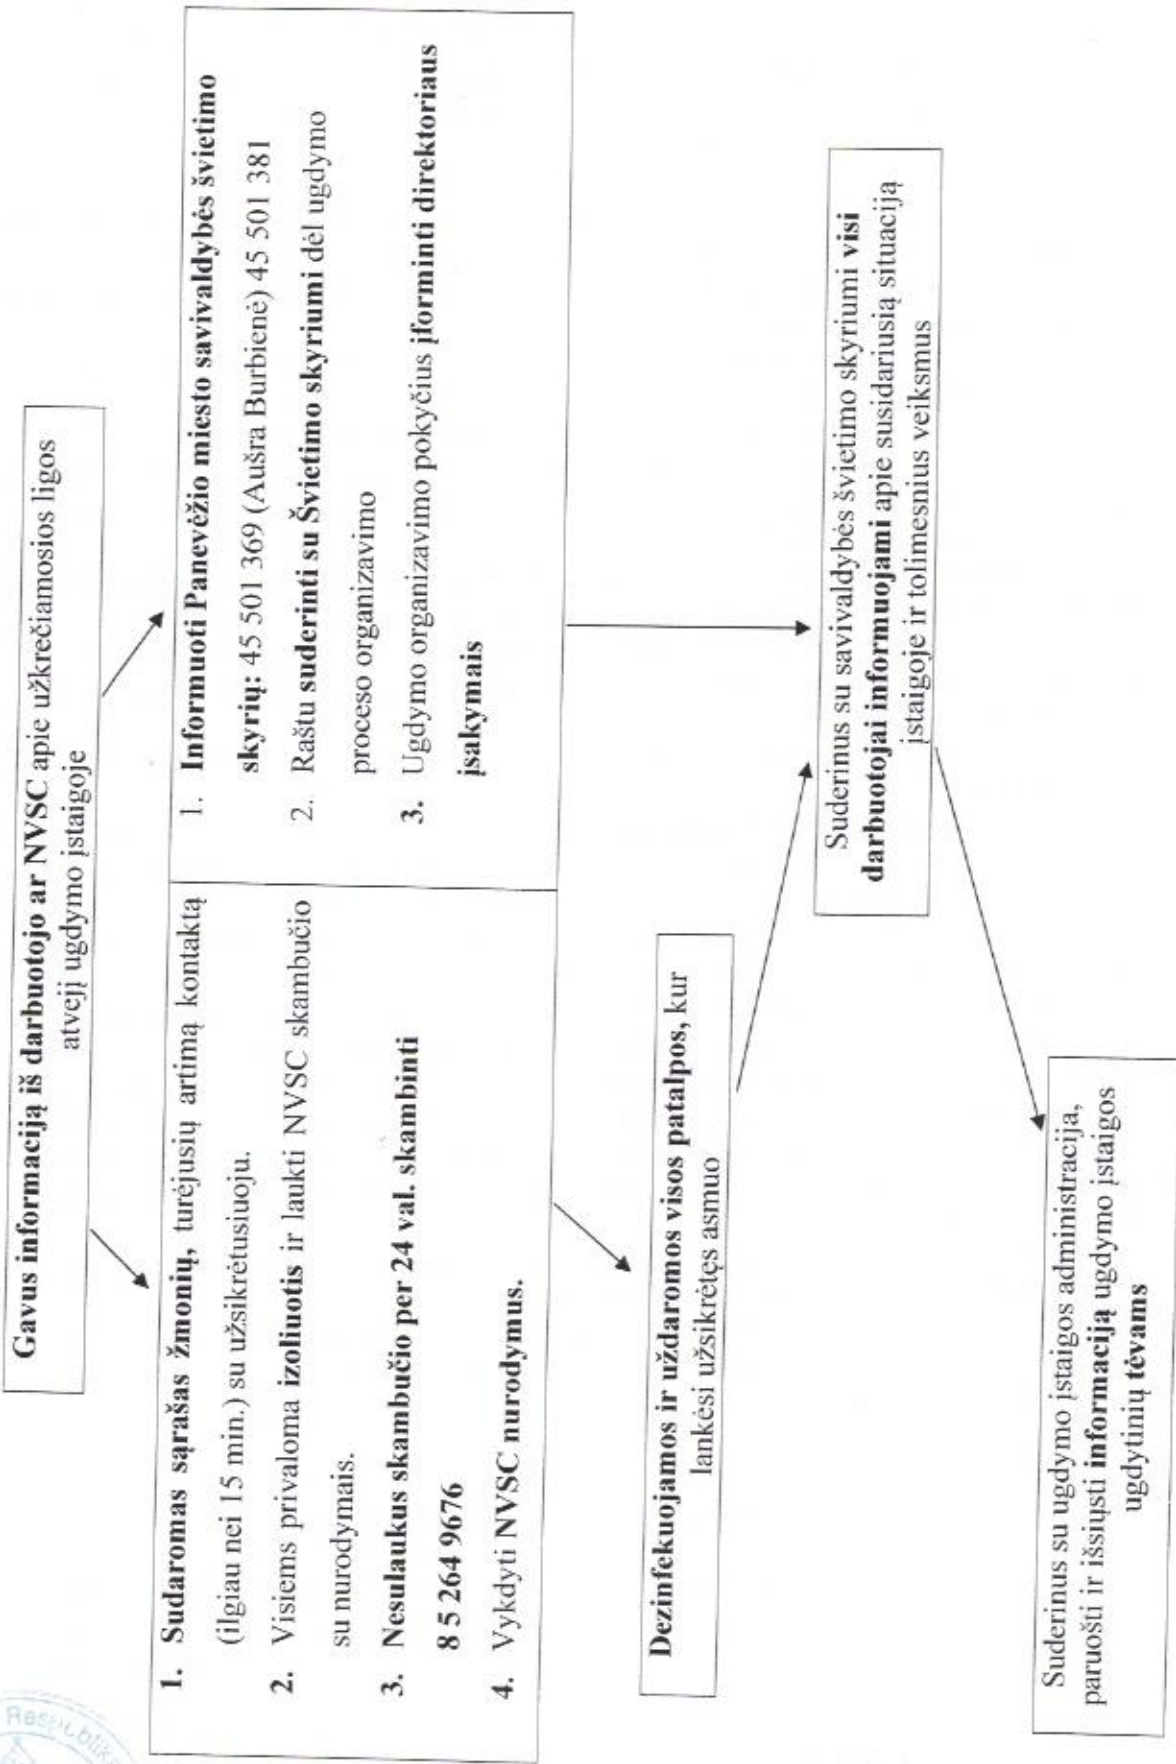 Gavus informaciją iš darbuotojo ar NVSC apie užkrečiamosios ligos
atvejį ugdymo įstaigoje
1. Sudaromas sąrašas žmonių, turėjusių artimą kontaktą
(ilgiau nei 15 min.) su užsikrėtusiuoju.
2. Visiems privaloma izoliuotis ir laukti NVSC skambučio
su nurodymais.
3. Nesulaukus skambučio per 24 val. skambinti
8 5 264 9676
4. Vykdyti NVSC nurodymus.
1. Informuoti Panevėžio miesto savivaldybės švietimo
skyrių: 45 501 369 (Aušra Burbienė) 45 501 381
2. Raštu suderinti su Švietimo skyriumi dėl ugdymo
proceso organizavimo
3. Ugdymo organizavimo pokyčius įforminti direktoriaus
įsakymais
Dezinfekuojamos ir uždaromos visos patalpos, kur
lankėsi užsikrėtęs asmuo
Suderinus su savivaldybės švietimo skyriumi visi
darbuotojai informuojami apie susidariusią situaciją
įstaigoje ir tolimesnius veiksmus
Suderinus su ugdymo įstaigos administracija,
paruošti ir išsiųsti informaciją ugdymo įstaigos
ugdytinių tėvams